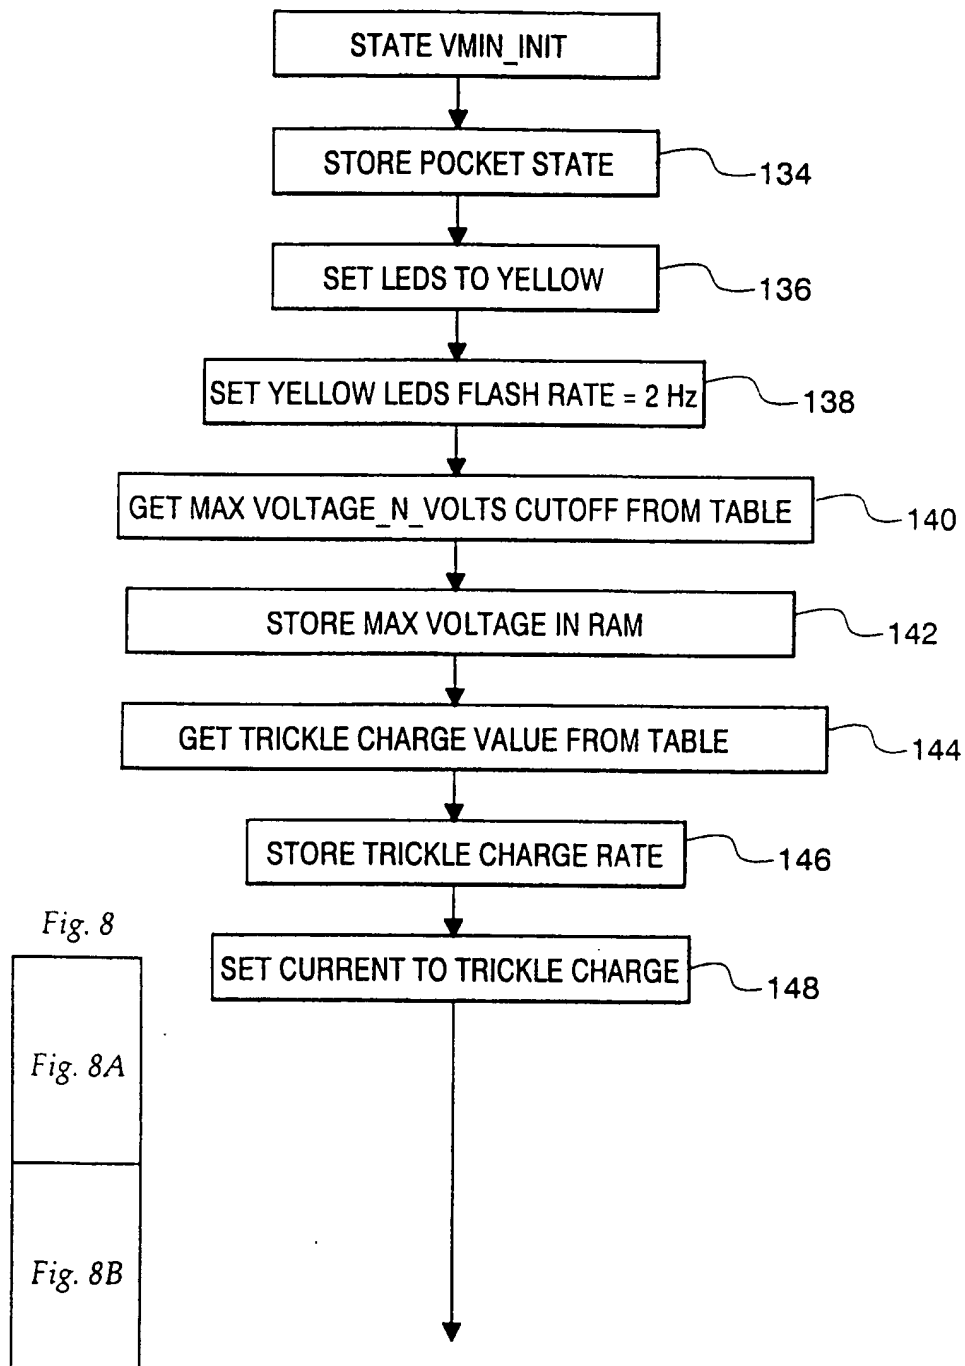 STATE VMIN_INIT
STORE POCKET STATE
134
SET LEDS TO YELLOW
136
SET YELLOW LEDS FLASH RATE = 2 Hz
138
GET MAX VOLTAGE_N_VOLTS CUTOFF FROM TABLE
140
STORE MAX VOLTAGE IN RAM
142
GET TRICKLE CHARGE VALUE FROM TABLE
144
STORE TRICKLE CHARGE RATE
146
SET CURRENT TO TRICKLE CHARGE
148
Fig. 8
Fig. 8A
Fig. 8B